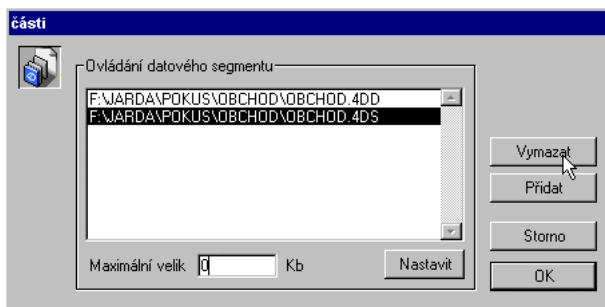 části
Ovládání datového segmentu
F:\JARDA\POKUS\OBCHOD\OBCHOD.4DD
F:\JARDA\POKUS\OBCHOD\OBCHOD.4DS
Vymazat
Přidat
Storno
Maximální velik 0 Kb Nastavit
OK